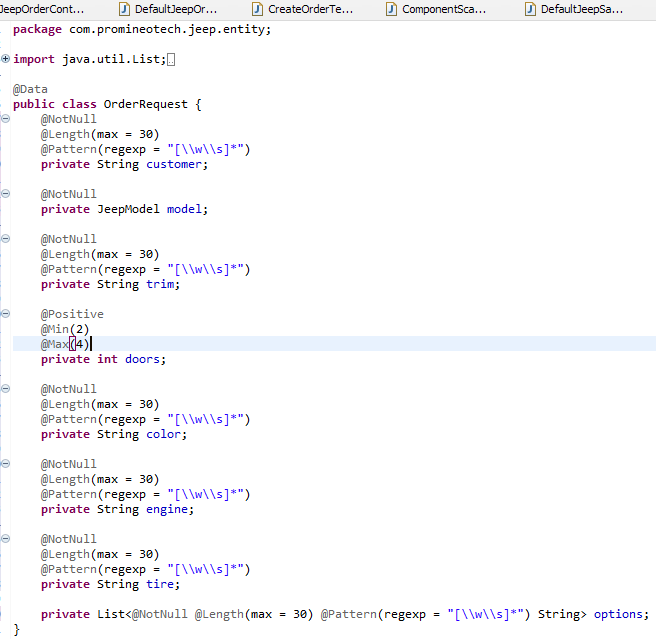 JeepOrderCont... DefaultJeepOr... CreateOrderTe... ComponentSca... DefaultJeepSa...
package com.promineotech.jeep.entity;
import java.util.List;
@Data
public class OrderRequest {
@NotNull
@Length(max = 30)
@Pattern(regexp = "[\\w\\s]*")
private String customer;
@NotNull
private JeepModel model;
@NotNull
@Length(max = 30)
@Pattern(regexp = "[\\w\\s]*")
private String trim;
@Positive
@Min(2)
@Max(4)
private int doors;
@NotNull
@Length(max = 30)
@Pattern(regexp = "[\\w\\s]*")
private String color;
@NotNull
@Length(max = 30)
@Pattern(regexp = "[\\w\\s]*")
private String engine;
@NotNull
@Length(max = 30)
@Pattern(regexp = "[\\w\\s]*")
private String tire;
private List<@NotNull @Length(max = 30) @Pattern(regexp = "[\\w\\s]*") String> options;
}